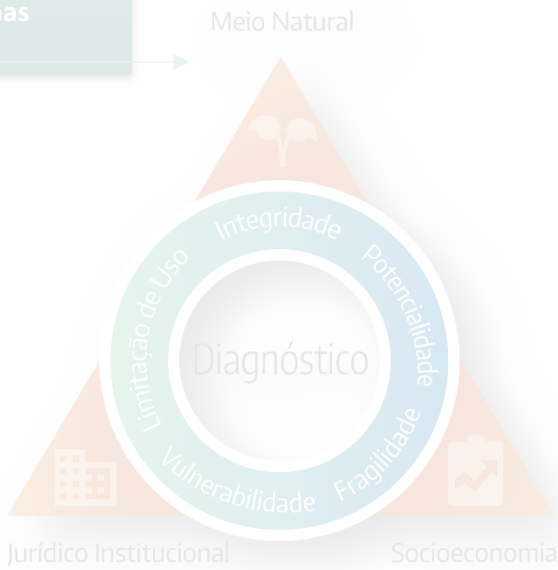 Meio Natural
Integridade
Potencialidade
Fragilidade
Vulnerabilidade
Limitação de Uso
Diagnóstico
Jurídico Institucional
Socioeconomia